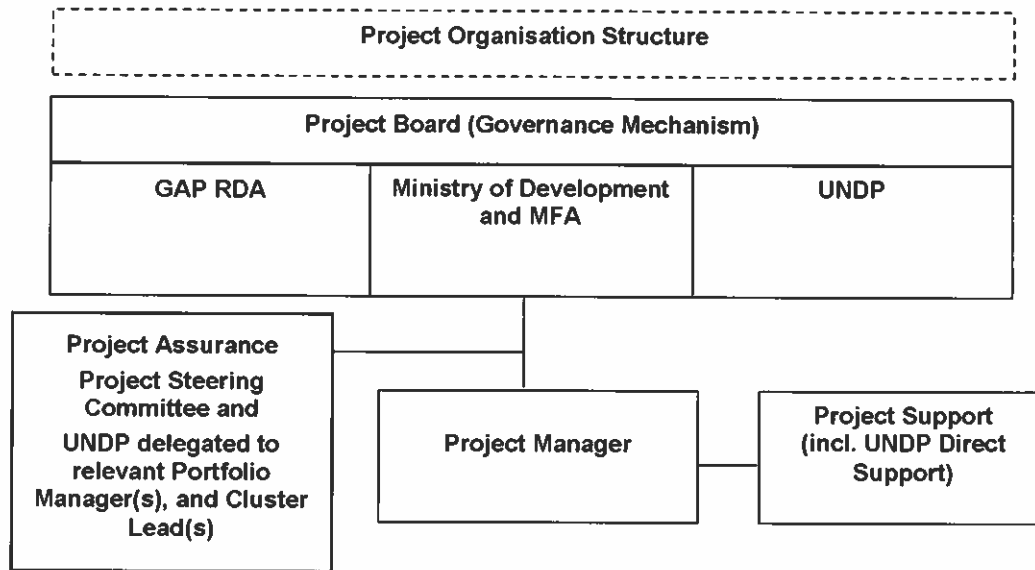 Project Organisation Structure
Project Board (Governance Mechanism)
GAP RDA
Ministry of Development
and MFA
UNDP
Project Assurance
Project Steering
Committee and
UNDP delegated to
relevant Portfolio
Manager(s), and Cluster
Lead(s)
Project Manager
Project Support
(incl. UNDP Direct
Support)